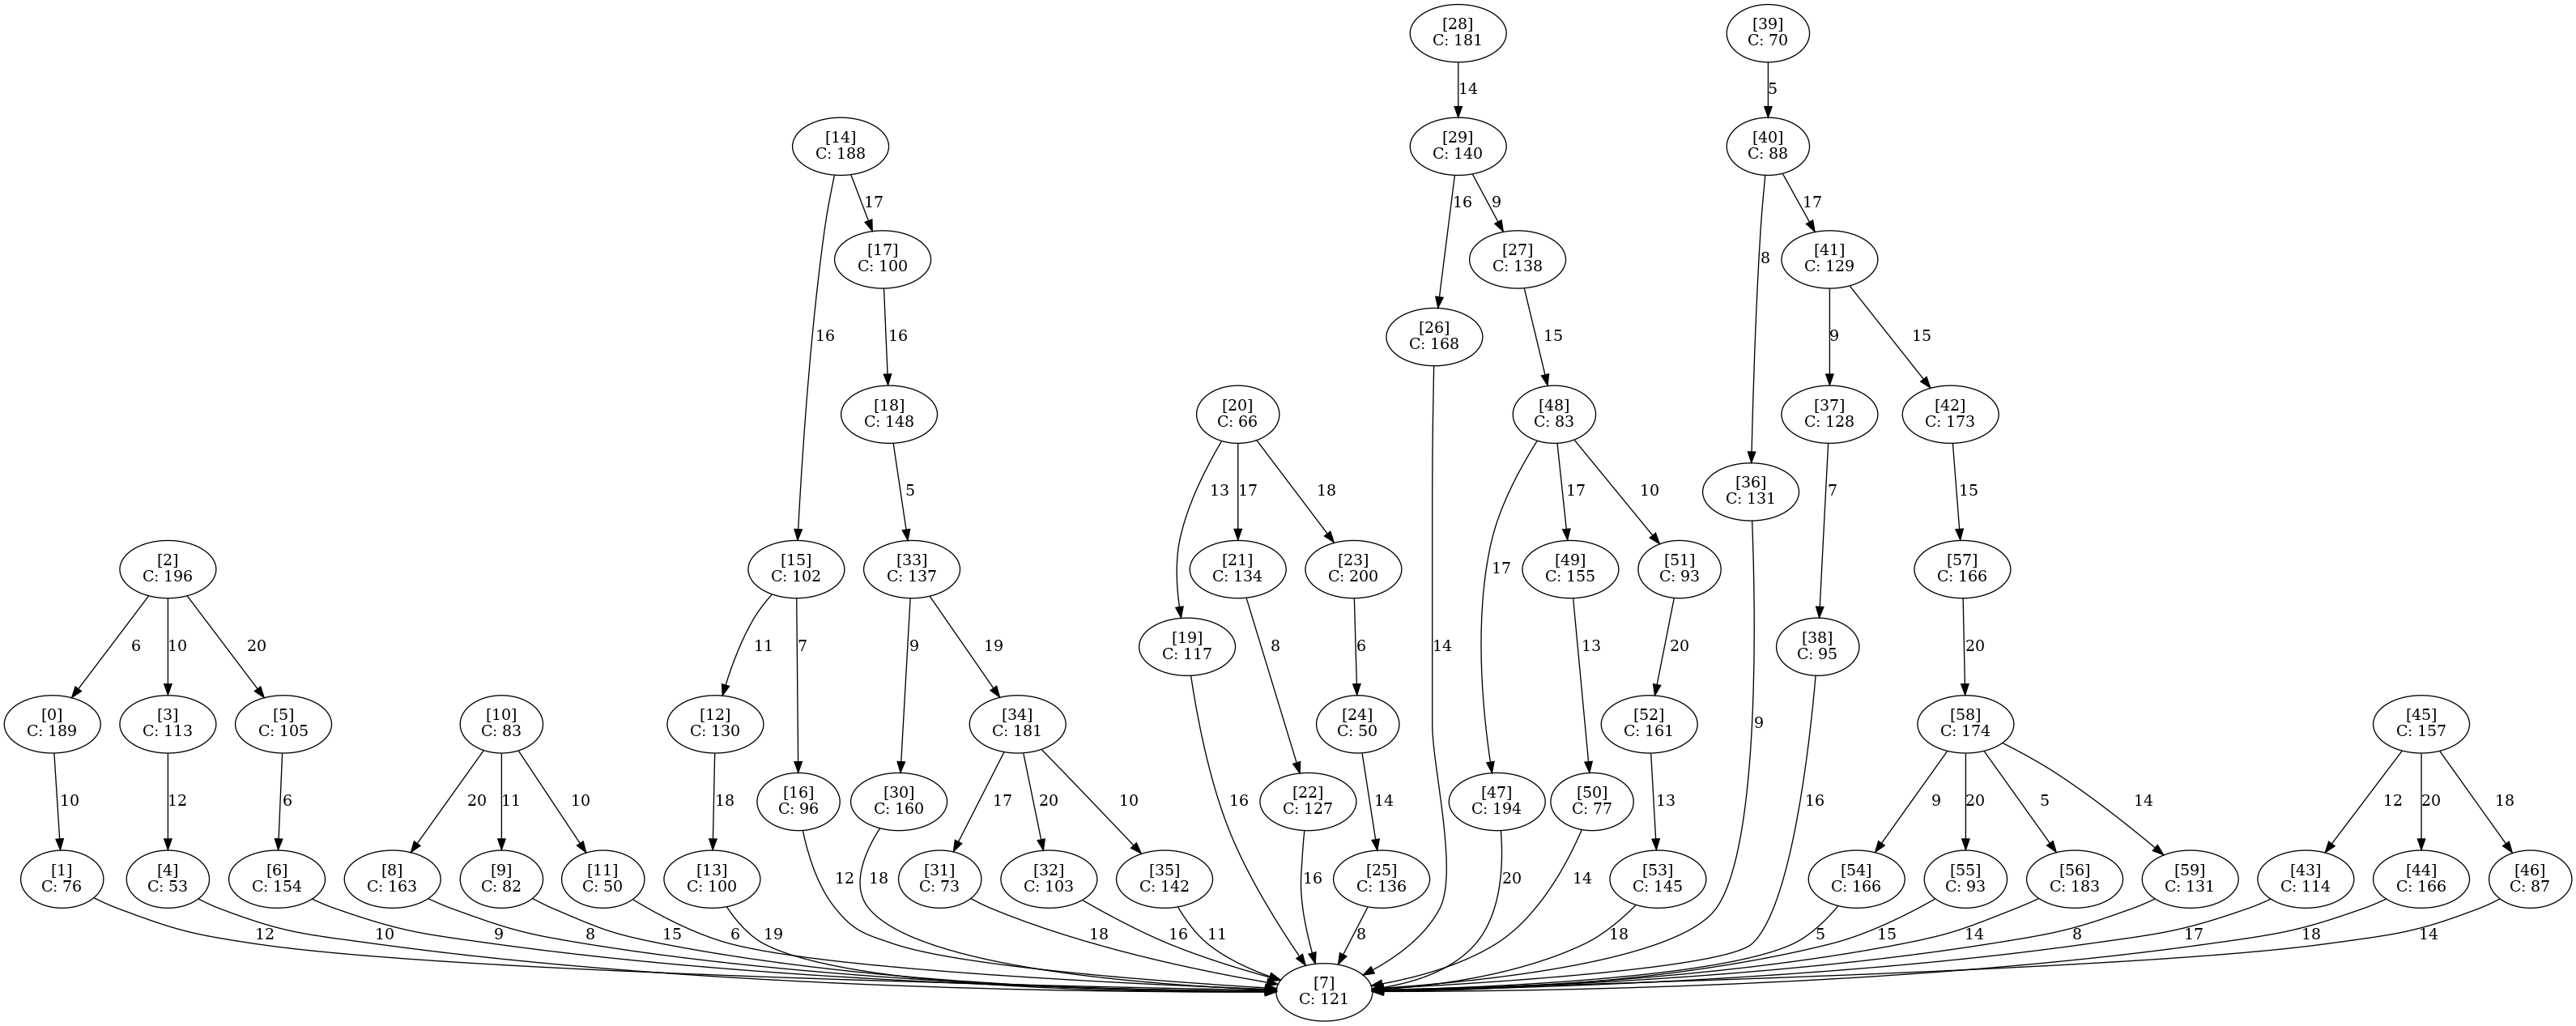 [28]
C: 181
[39]
C: 70
14
5
[14]
C: 188
[29]
C: 140
[40]
C: 88
17
16
9
17
[17]
C: 100
[27]
C: 138
[41]
C: 129
8
16
16
15
9
15
[26]
C: 168
[18]
C: 148
[20]
C: 66
[48]
C: 83
[37]
C: 128
[42]
C: 173
5
13
17
18
17
10
7
15
[36]
C: 131
[2]
C: 196
[15]
C: 102
[33]
C: 137
[21]
C: 134
[23]
C: 200
17
[49]
C: 155
[51]
C: 93
[57]
C: 166
6
10
20
11
7
9
19
[19]
C: 117
8
6
14
13
20
[38]
C: 95
20
[0]
C: 189
[3]
C: 113
[5]
C: 105
[10]
C: 83
[12]
C: 130
[34]
C: 181
[24]
C: 50
[52]
C: 161
9
[58]
C: 174
[45]
C: 157
10
12
6
20
11
10
18
[16]
C: 96
[30]
C: 160
17
20
10
16
[22]
C: 127
14
[47]
C: 194
[50]
C: 77
13
16
9
20
5
14
12
20
18
[1]
C: 76
[4]
C: 53
[6]
C: 154
[8]
C: 163
[9]
C: 82
[11]
C: 50
[13]
C: 100
12
18
[31]
C: 73
[32]
C: 103
[35]
C: 142
16
[25]
C: 136
20
14
[53]
C: 145
[54]
C: 166
[55]
C: 93
[56]
C: 183
[59]
C: 131
[43]
C: 114
[44]
C: 166
[46]
C: 87
12
10
9
8
15
6
19
18
16
11
8
18
5
15
14
8
17
18
14
[7]
C: 121